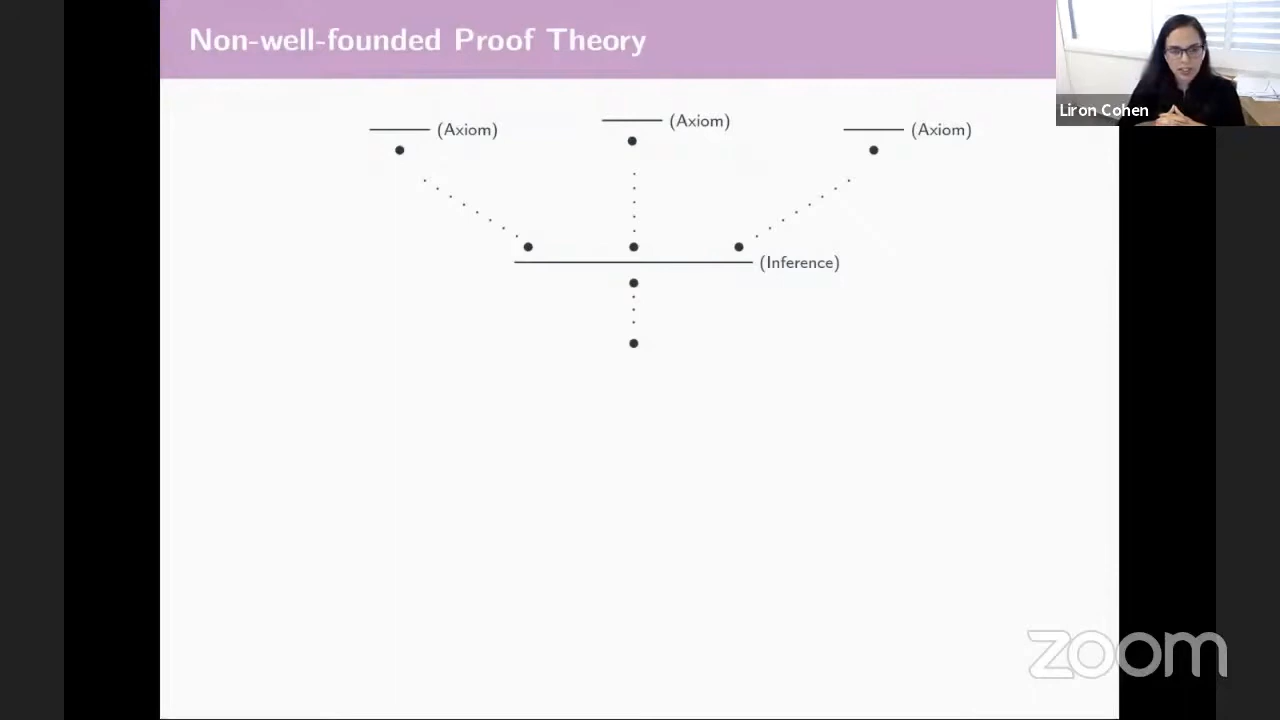 Non-well-founded Proof Theory
Liron Cohen
(Axiom)
(Axiom)
(Axiom)
(Inference)
zoom